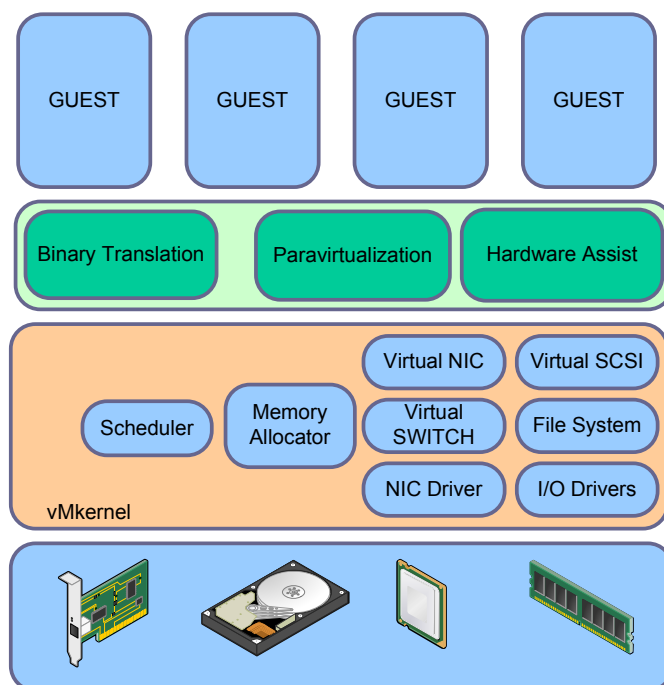 GUEST
GUEST
GUEST
GUEST
Binary Translation
Paravirtualization
Hardware Assist
Virtual NIC
Virtual SCSI
Scheduler
Memory
Allocator
Virtual
SWITCH
File System
NIC Driver
I/O Drivers
vMkernel